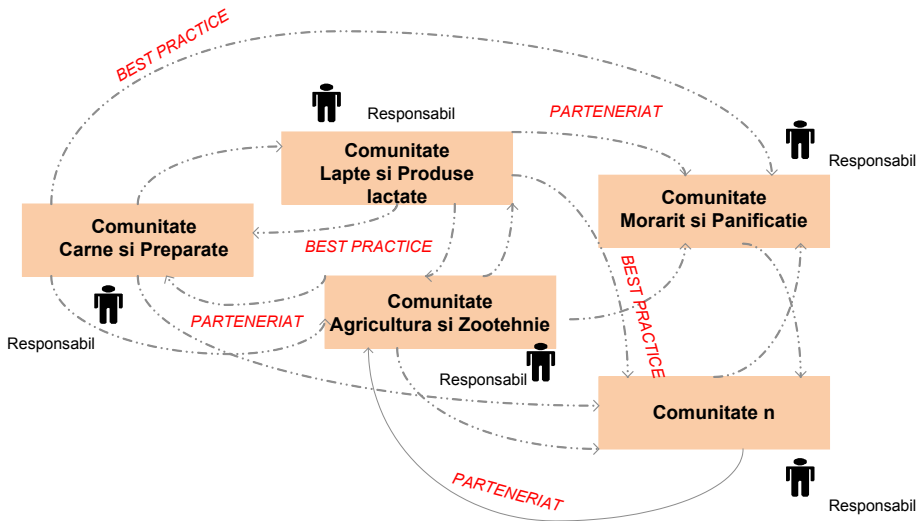 BEST PRACTICE
Responsabil
PARTENERIAT
Responsabil
Comunitate
Lapte si Produse
lactate
Comunitate
Morarit si Panificatie
Comunitate
Carne si Preparate
BEST PRACTICE
BEST PRACTICE
Comunitate
Agricultura si Zootehnie
PARTENERIAT
Responsabil
Responsabil
Comunitate n
PARTENERIAT
Responsabil